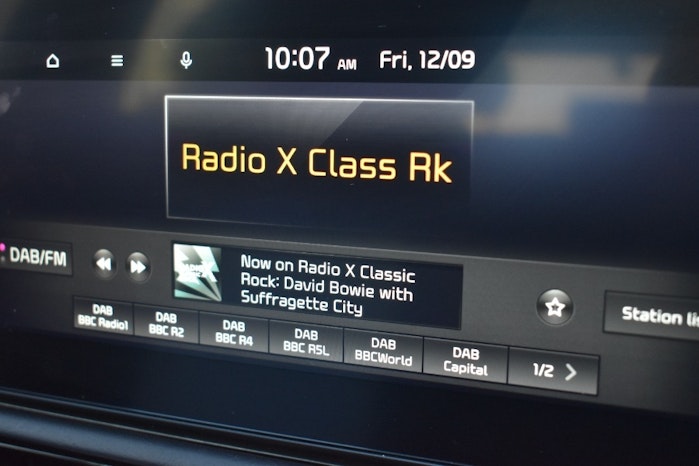 10:07 AM Fri, 12/09
Radio X Class Rk
DAB/FM
Now on Radio X Classic
Rock: David Bowie with
Suffragette City
Station
DAB
BBC Radio1
DAB
BBC R2
DAB
BBC R4
DAB
BBC R5L
DAB
BBCWorld
DAB
Capital
1/2